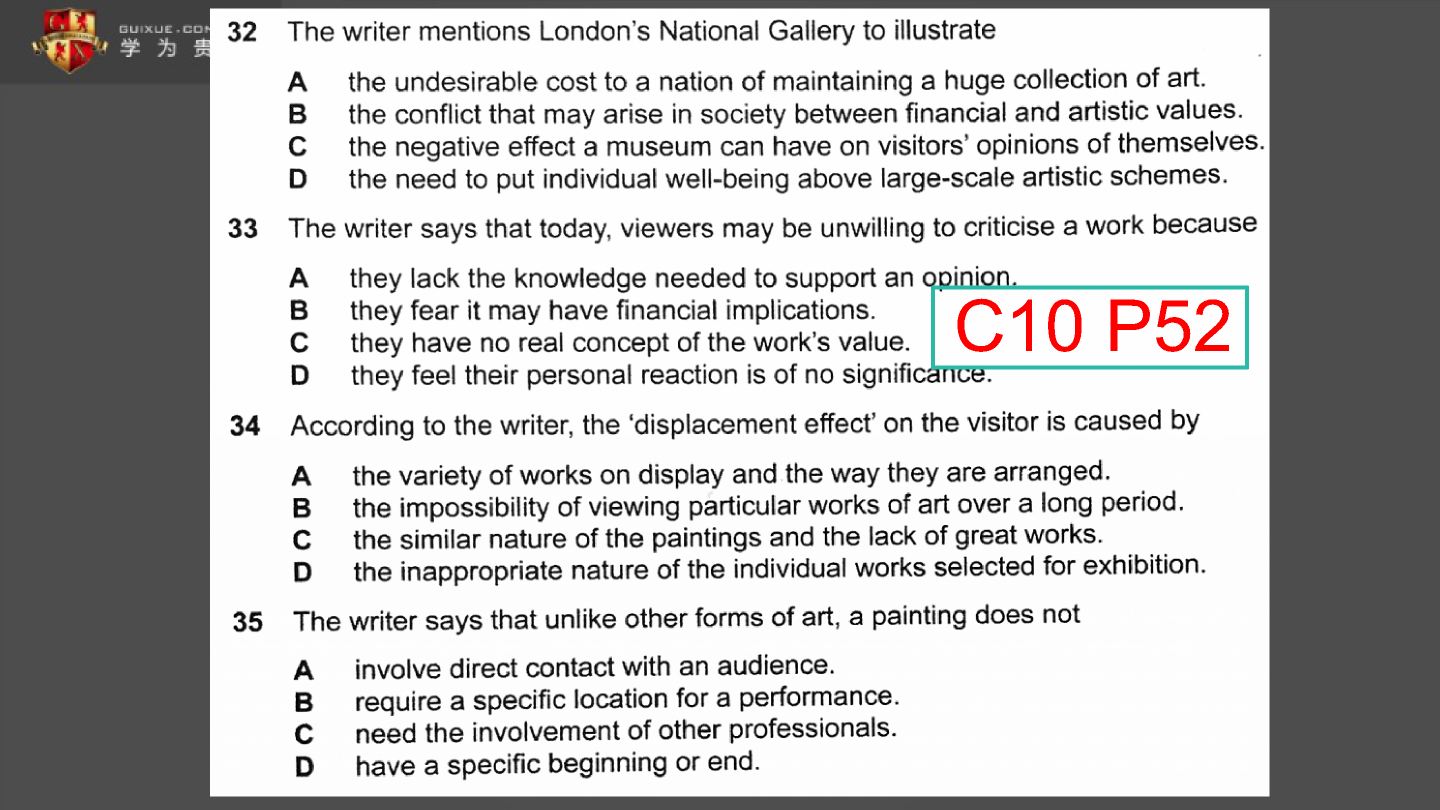 GUIXUE.COM
学 为 贵
32 The writer mentions London's National Gallery to illustrate
A the undesirable cost to a nation of maintaining a huge collection of art.
B the conflict that may arise in society between financial and artistic values.
C the negative effect a museum can have on visitors' opinions of themselves.
D the need to put individual well-being above large-scale artistic schemes.
33 The writer says that today, viewers may be unwilling to criticise a work because
A they lack the knowledge needed to support an opinion.
B they fear it may have financial implications.
C they have no real concept of the work's value.
D they feel their personal reaction is of no significance.
C10 P52
34 According to the writer, the 'displacement effect' on the visitor is caused by
A the variety of works on display and the way they are arranged.
B the impossibility of viewing particular works of art over a long period.
C the similar nature of the paintings and the lack of great works.
D the inappropriate nature of the individual works selected for exhibition.
35 The writer says that unlike other forms of art, a painting does not
A involve direct contact with an audience.
B require a specific location for a performance.
C need the involvement of other professionals.
D have a specific beginning or end.